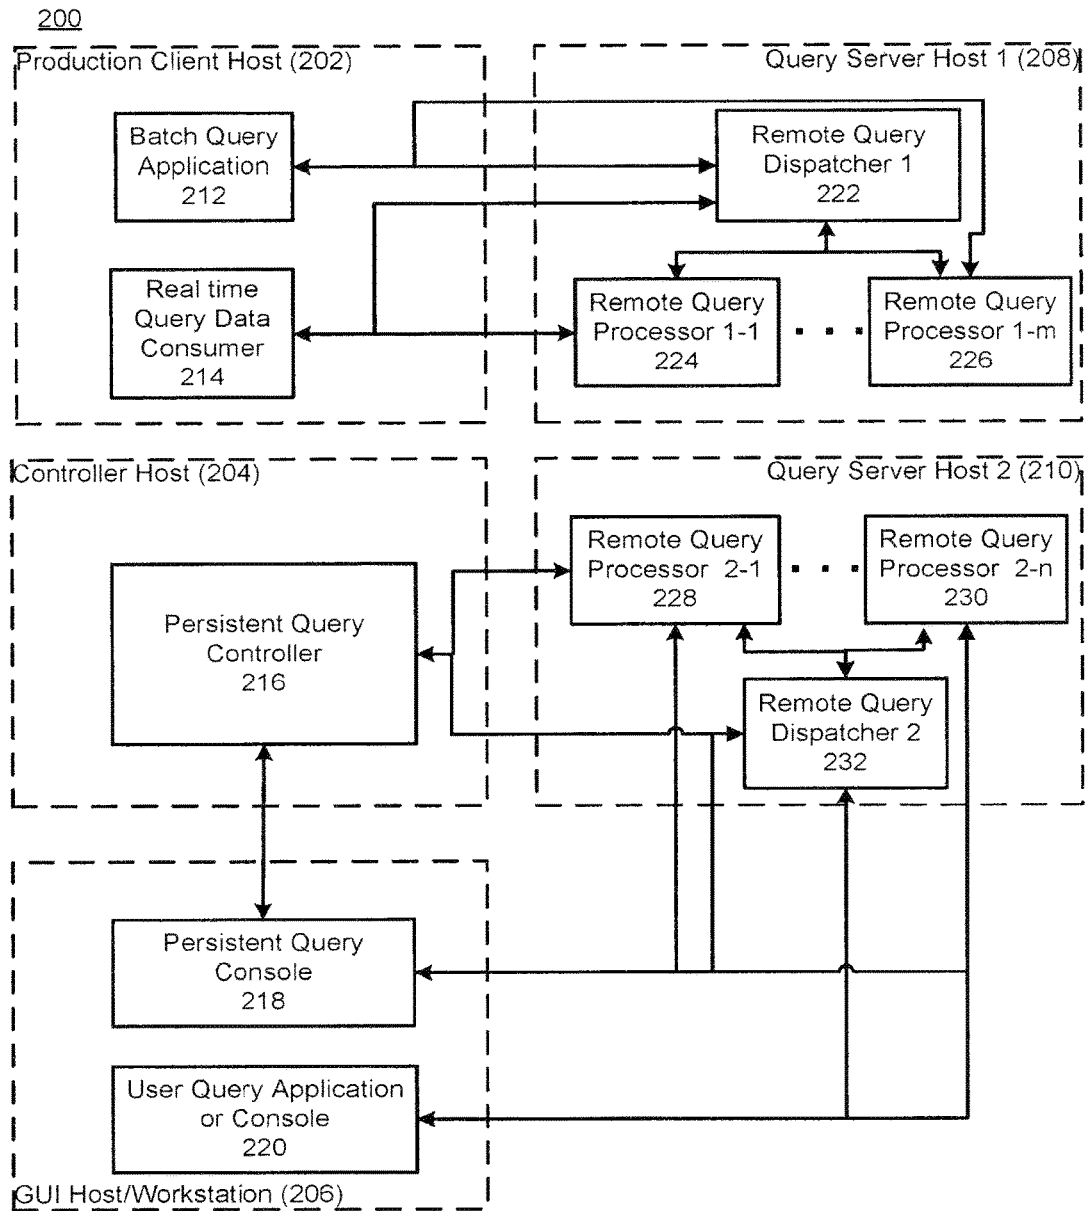 200
Production Client Host (202)
Batch Query
Application
212
Real time
Query Data
Consumer
214
Query Server Host 1 (208)
Remote Query
Dispatcher 1
222
Remote Query
Processor 1-1
224
Remote Query
Processor 1-m
226
Controller Host (204)
Persistent Query
Controller
216
Query Server Host 2 (210)
Remote Query
Processor 2-1
228
Remote Query
Processor 2-n
230
Remote Query
Dispatcher 2
232
Persistent Query
Console
218
User Query Application
or Console
220
GUI Host/Workstation (206)